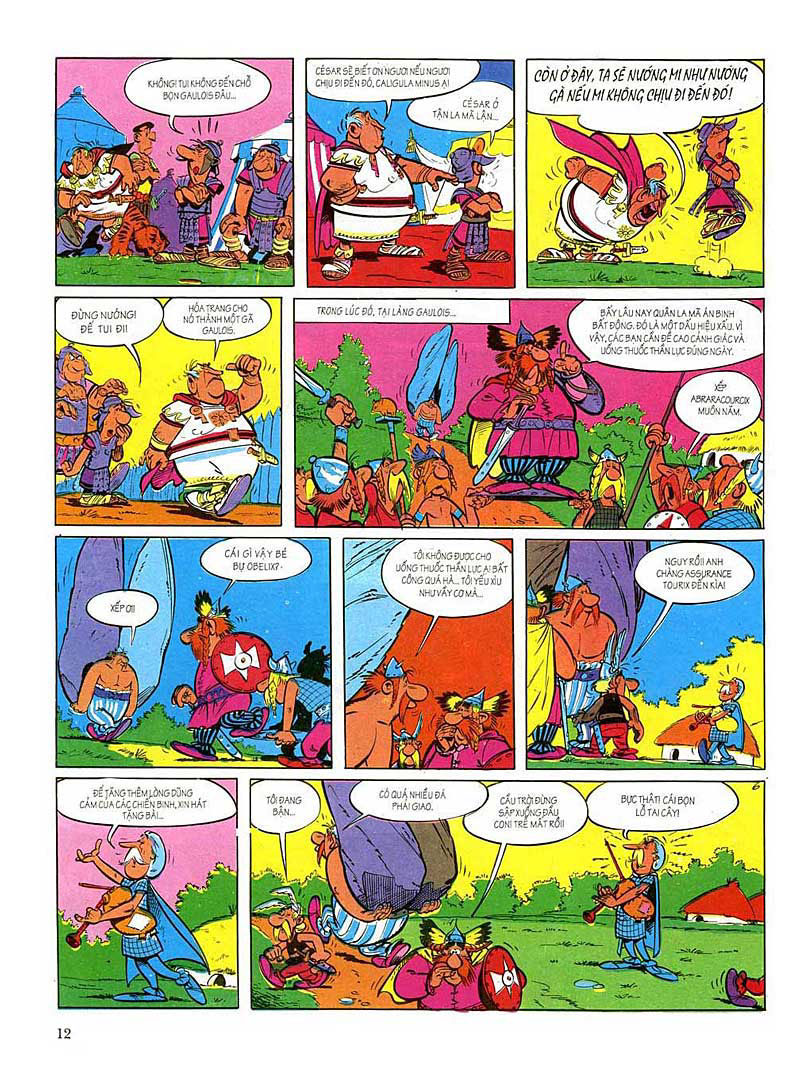 KHÔNG! TUI KHÔNG ĐẾN CHỖ
BỌN GAULOIS ĐÂU...
CÉSAR SẼ BIẾT ƠN NGƯƠI NẾU NGƯƠI
CHỊU ĐI ĐẾN ĐÓ, CALIGULA MINUS Ạ!
CÉSAR Ở
TẬN LA MÃ LẬN...
CÒN Ở ĐÂY, TA SẼ NƯỚNG MI NHƯ NƯỚNG
GÀ NẾU MI KHÔNG CHỊU ĐI ĐẾN ĐÓ!
ĐỪNG NƯỚNG!
ĐỂ TUI ĐI!
HÓA TRANG CHO
NÓ THÀNH MỘT GÃ
GAULOIS.
TRONG LÚC ĐÓ, TẠI LÀNG GAULOIS...
BẤY LÂU NAY QUÂN LA MÃ ÁN BINH
BẤT ĐỘNG. ĐÓ LÀ MỘT DẤU HIỆU XẤU. VÌ
VẬY, CÁC BẠN CẦN ĐỀ CAO CẢNH GIÁC VÀ
UỐNG THUỐC THẦN LỰC ĐÚNG NGÀY.
XẾP
ABRARACOURCIX
MUÔN NĂM.
XẾP ƠI!
CÁI GÌ VẬY BÉ
BỰ OBELIX?
TÔI KHÔNG ĐƯỢC CHO
UỐNG THUỐC THẦN LỰC Ạ! BẤT
CÔNG QUÁ HÀ... TÔI YẾU XÌU
NHƯ VẦY CƠ MÀ...
NGUY RỒI! ANH
CHÀNG ASSURANCE
TOURIX ĐẾN KÌA!
ĐỂ TĂNG THÊM LÒNG DŨNG
CẢM CỦA CÁC CHIẾN BINH, XIN HÁT
TẶNG BÀI...
TÔI ĐANG
BẬN...
CÓ QUÁ NHIỀU ĐÁ
PHẢI GIAO.
CẦU TRỜI ĐỪNG
SẬP XUỐNG ĐẦU
CON! TRỄ MẤT RỒI!
BỰC THẬT! CÁI BỌN
LỖ TAI CÂY!
6
12